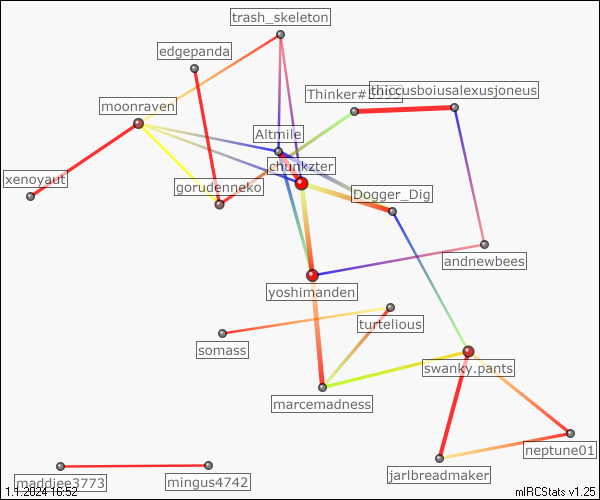 trash_skeleton
edgepanda
Thinker#
thiccusboiusalexusjoneus
moonraven
Altmile
chunkzter
xenoyaut
gorudenneko
Dogger_Dig
andnewbees
yoshimanden
turtelious
somass
swanky.pants
marcemadness
neptune01
jarlbreadmaker
maddiee3773
mingus4742
1.1.2024 16:52
mIRCStats v1.25